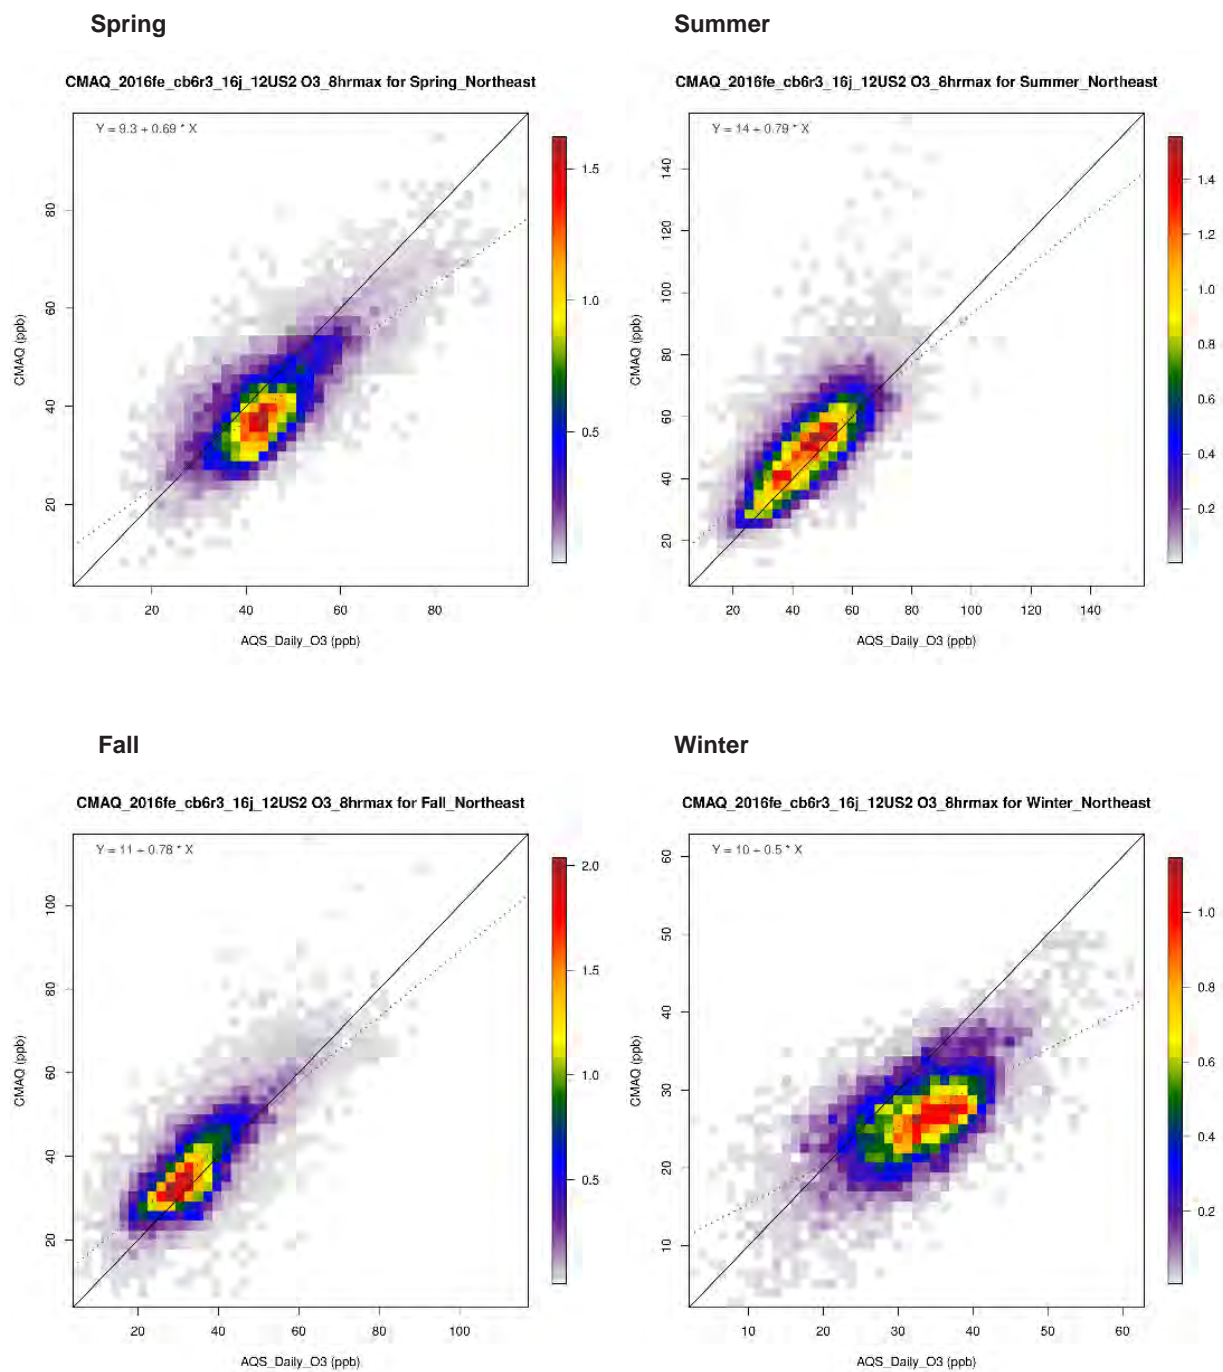 Spring
Summer
CMAQ_2016fe_cb6r3_16j_12US2 O3_8hrmax for Spring_Northeast
CMAQ_2016fe_cb6r3_16j_12US2 O3_8hrmax for Summer_Northeast
Y = 9.3 + 0.69 * X
80
60
40
20
CMAQ (ppb)
20 40 60 80
AQS_Daily_O3 (ppb)
1.5
1.0
0.5
Y = 14 + 0.79 * X
140
120
100
80
60
40
20
CMAQ (ppb)
20 40 60 80 100 120 140
AQS_Daily_O3 (ppb)
1.4
1.2
1.0
0.8
0.6
0.4
0.2
Fall
Winter
CMAQ_2016fe_cb6r3_16j_12US2 O3_8hrmax for Fall_Northeast
CMAQ_2016fe_cb6r3_16j_12US2 O3_8hrmax for Winter_Northeast
Y = 11 + 0.78 * X
100
80
60
40
20
CMAQ (ppb)
20 40 60 80 100
AQS_Daily_O3 (ppb)
2.0
1.5
1.0
0.5
Y = 10 + 0.5 * X
60
50
40
30
20
10
CMAQ (ppb)
10 20 30 40 50 60
AQS_Daily_O3 (ppb)
1.0
0.8
0.6
0.4
0.2